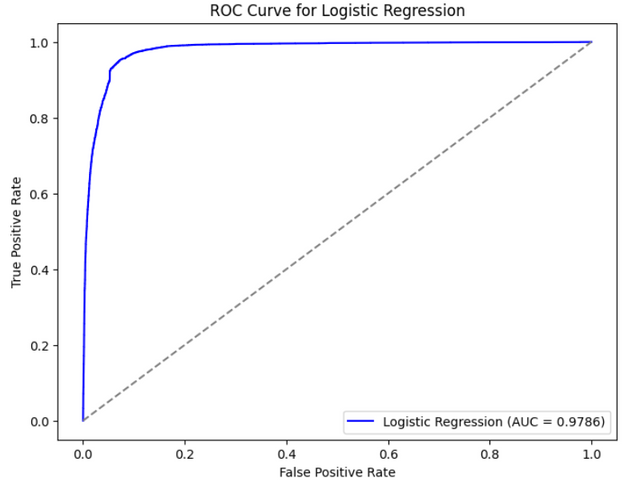 ROC Curve for Logistic Regression
1.0
0.8
0.6
0.4
0.2
0.0
True Positive Rate
Logistic Regression (AUC = 0.9786)
0.0 0.2 0.4 0.6 0.8 1.0
False Positive Rate